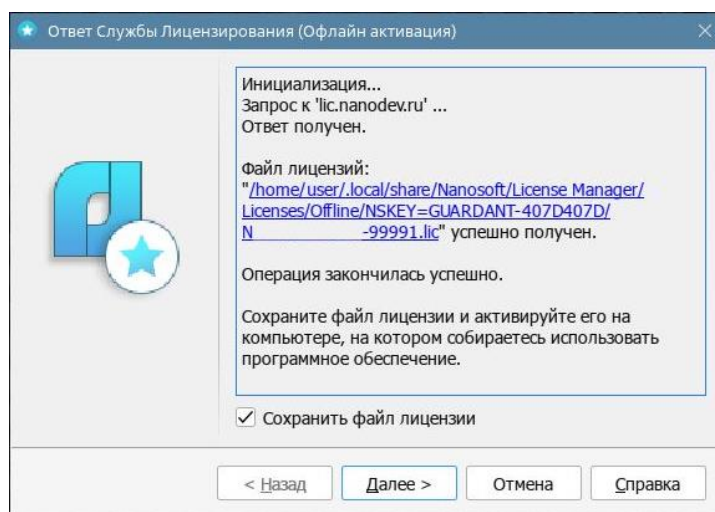 Ответ Службы Лицензирования (Офлайн активация)
Инициализация...
Запрос к 'lic.nanodev.ru' ...
Ответ получен.
Файл лицензий:
"/home/user/.local/share/Nanosoft/License Manager/
Licenses/Offline/NSKEY=GUARDANT-407D407D/
N -99991.lic" успешно получен.
Операция закончилась успешно.
Сохраните файл лицензии и активируйте его на
компьютере, на котором собираетесь использовать
программное обеспечение.
Сохранить файл лицензии
< Назад Далее > Отмена Справка